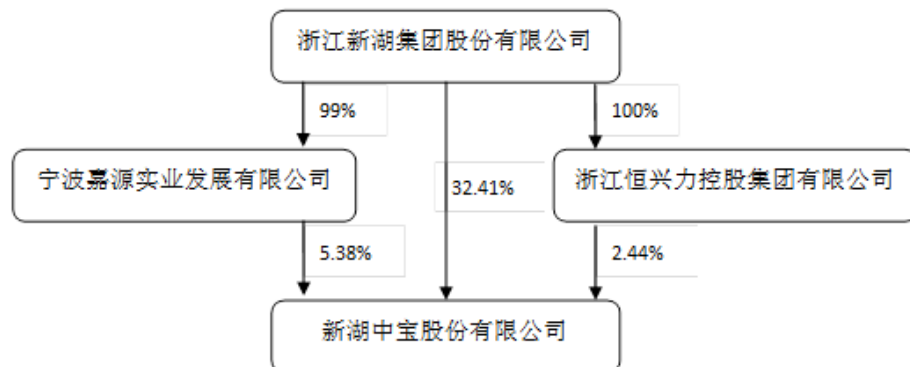 浙江新湖集团股份有限公司
99%
100%
宁波嘉源实业发展有限公司
32.41%
浙江恒兴力控股集团有限公司
5.38%
2.44%
新湖中宝股份有限公司